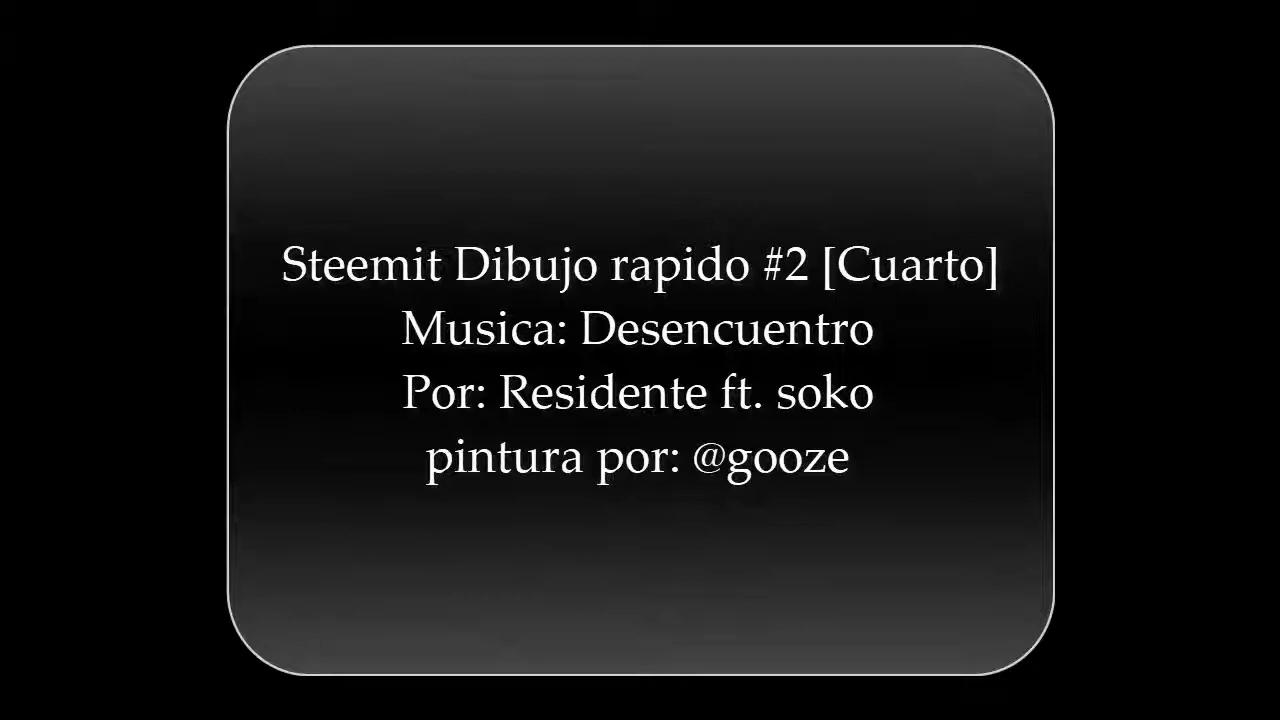 Steemit Dibujo rapido #2 [Cuarto]
Musica: Desencuentro
Por: Residente ft. soko
pintura por: @gooze